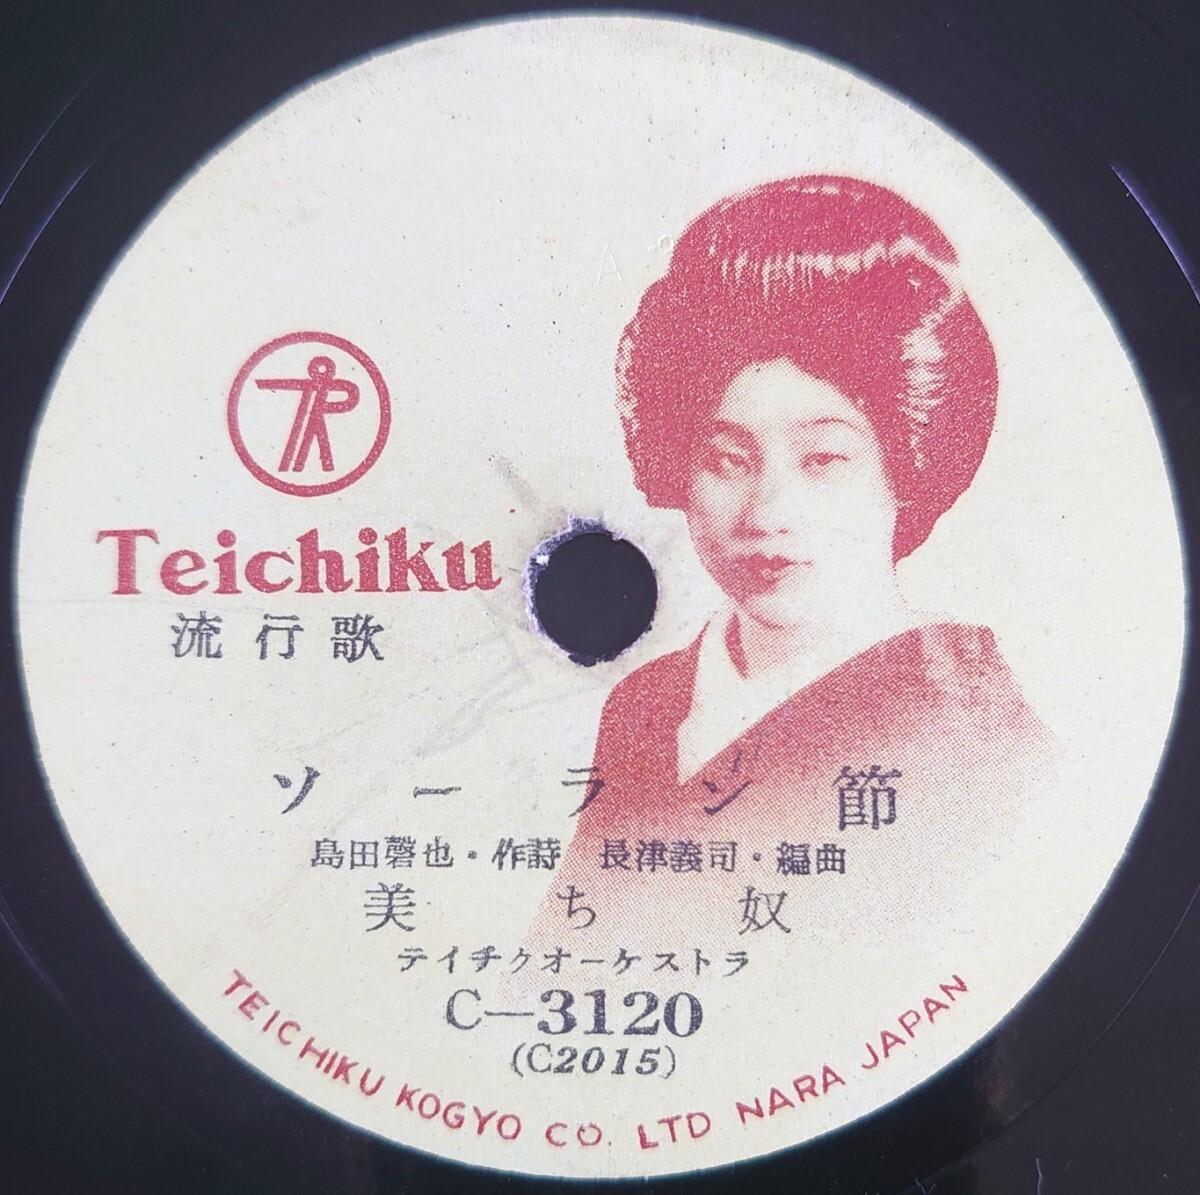 Teichiku
流行歌
ソーラン節
島田磬也・作詩 長津義司・編曲
美ち奴
テイチクオーケストラ
C—3120
(C2015)
TEICHIKU KOGYO CO. LTD NARA JAPAN